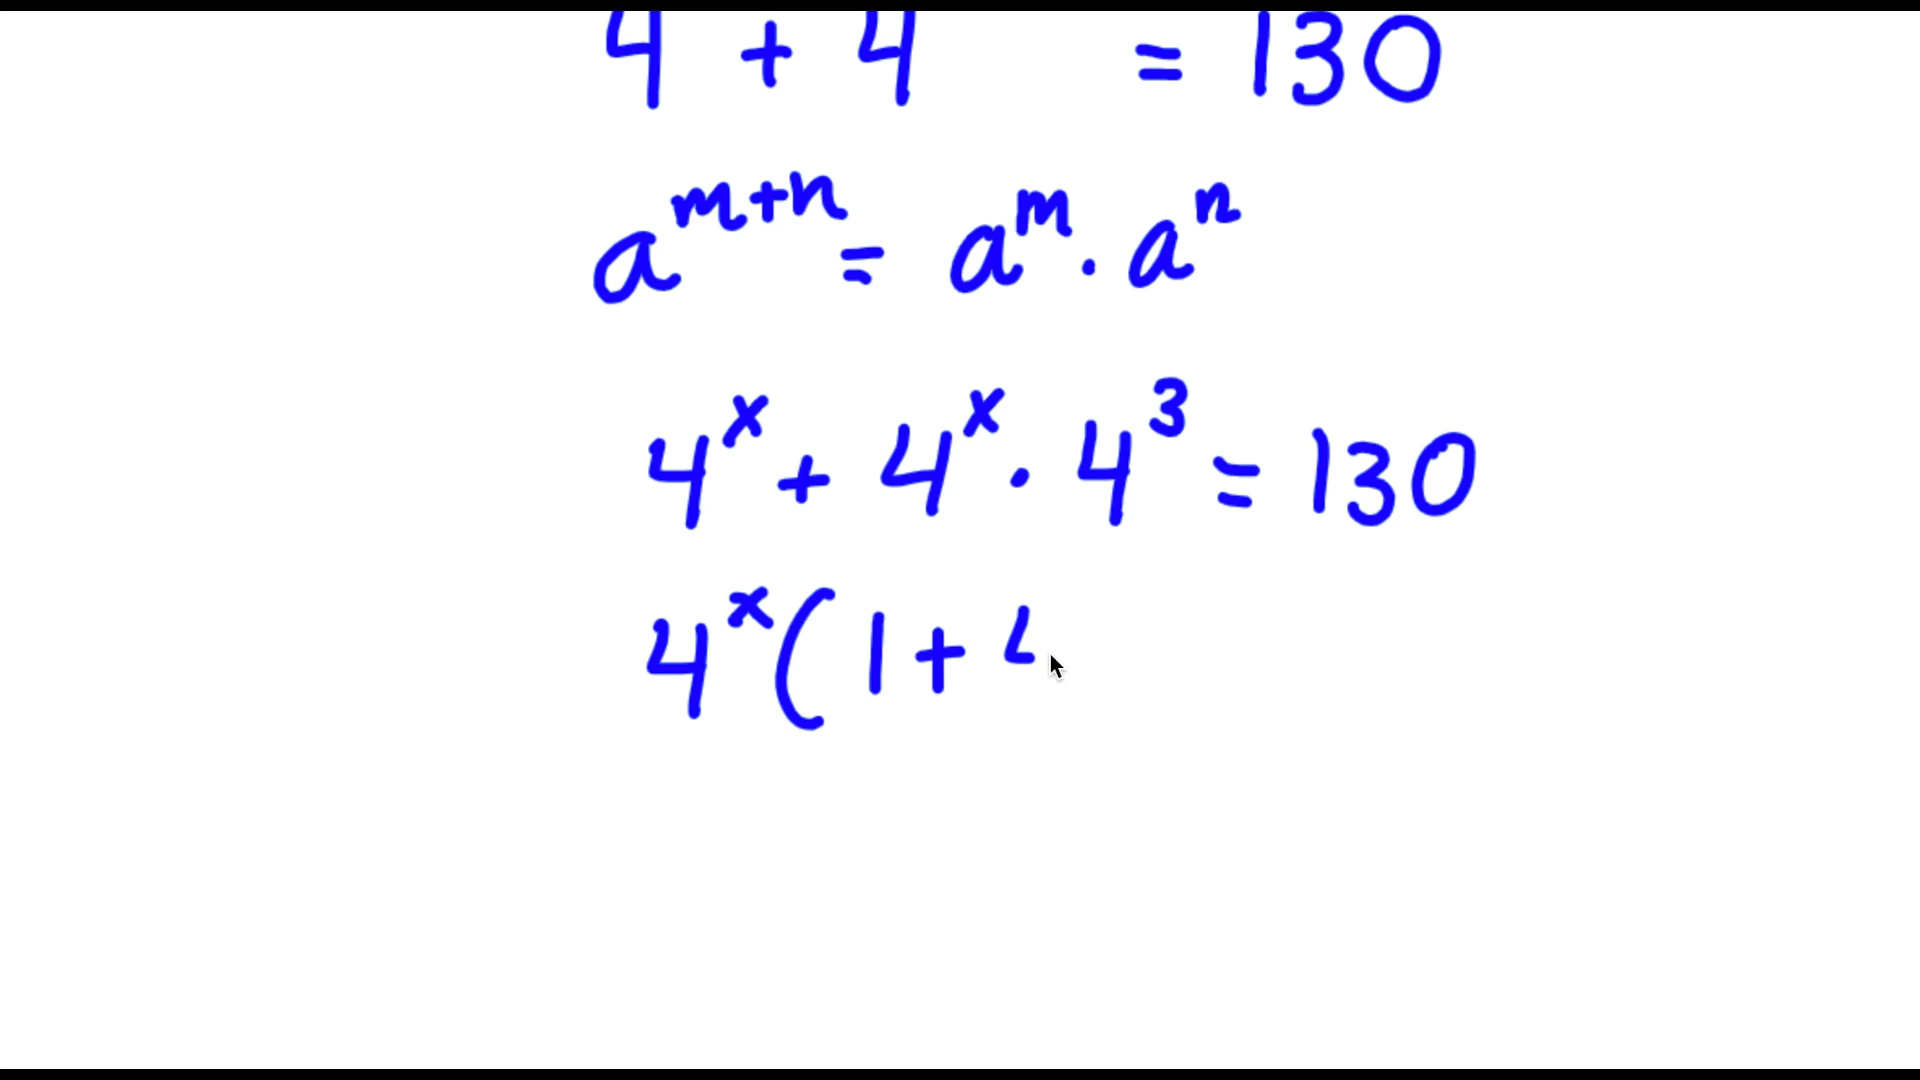 4 + 4 = 130
a^{m+n} = a^m · a^n
4^x + 4^x · 4^3 = 130
4^x ( 1 +